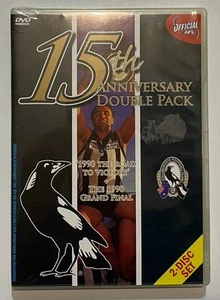 DVD
OFFICIAL
AFL
15th
ANNIVERSARY
DOUBLE PACK
1990 THE ROAD
TO VICTORY
+
THE 1990
GRAND FINAL
2-DISC
SET